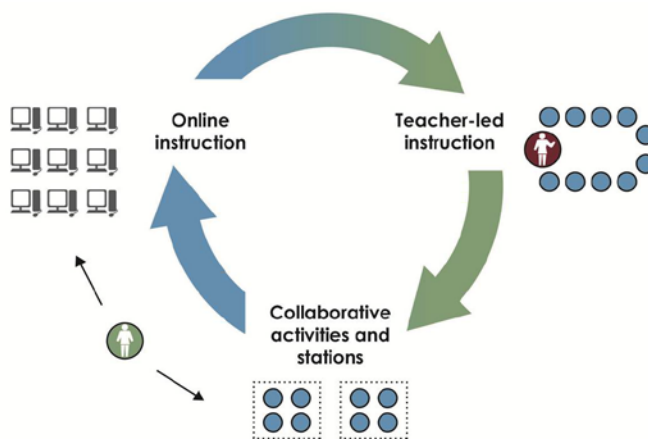 Online
instruction
Teacher-led
instruction
Collaborative
activities and
stations